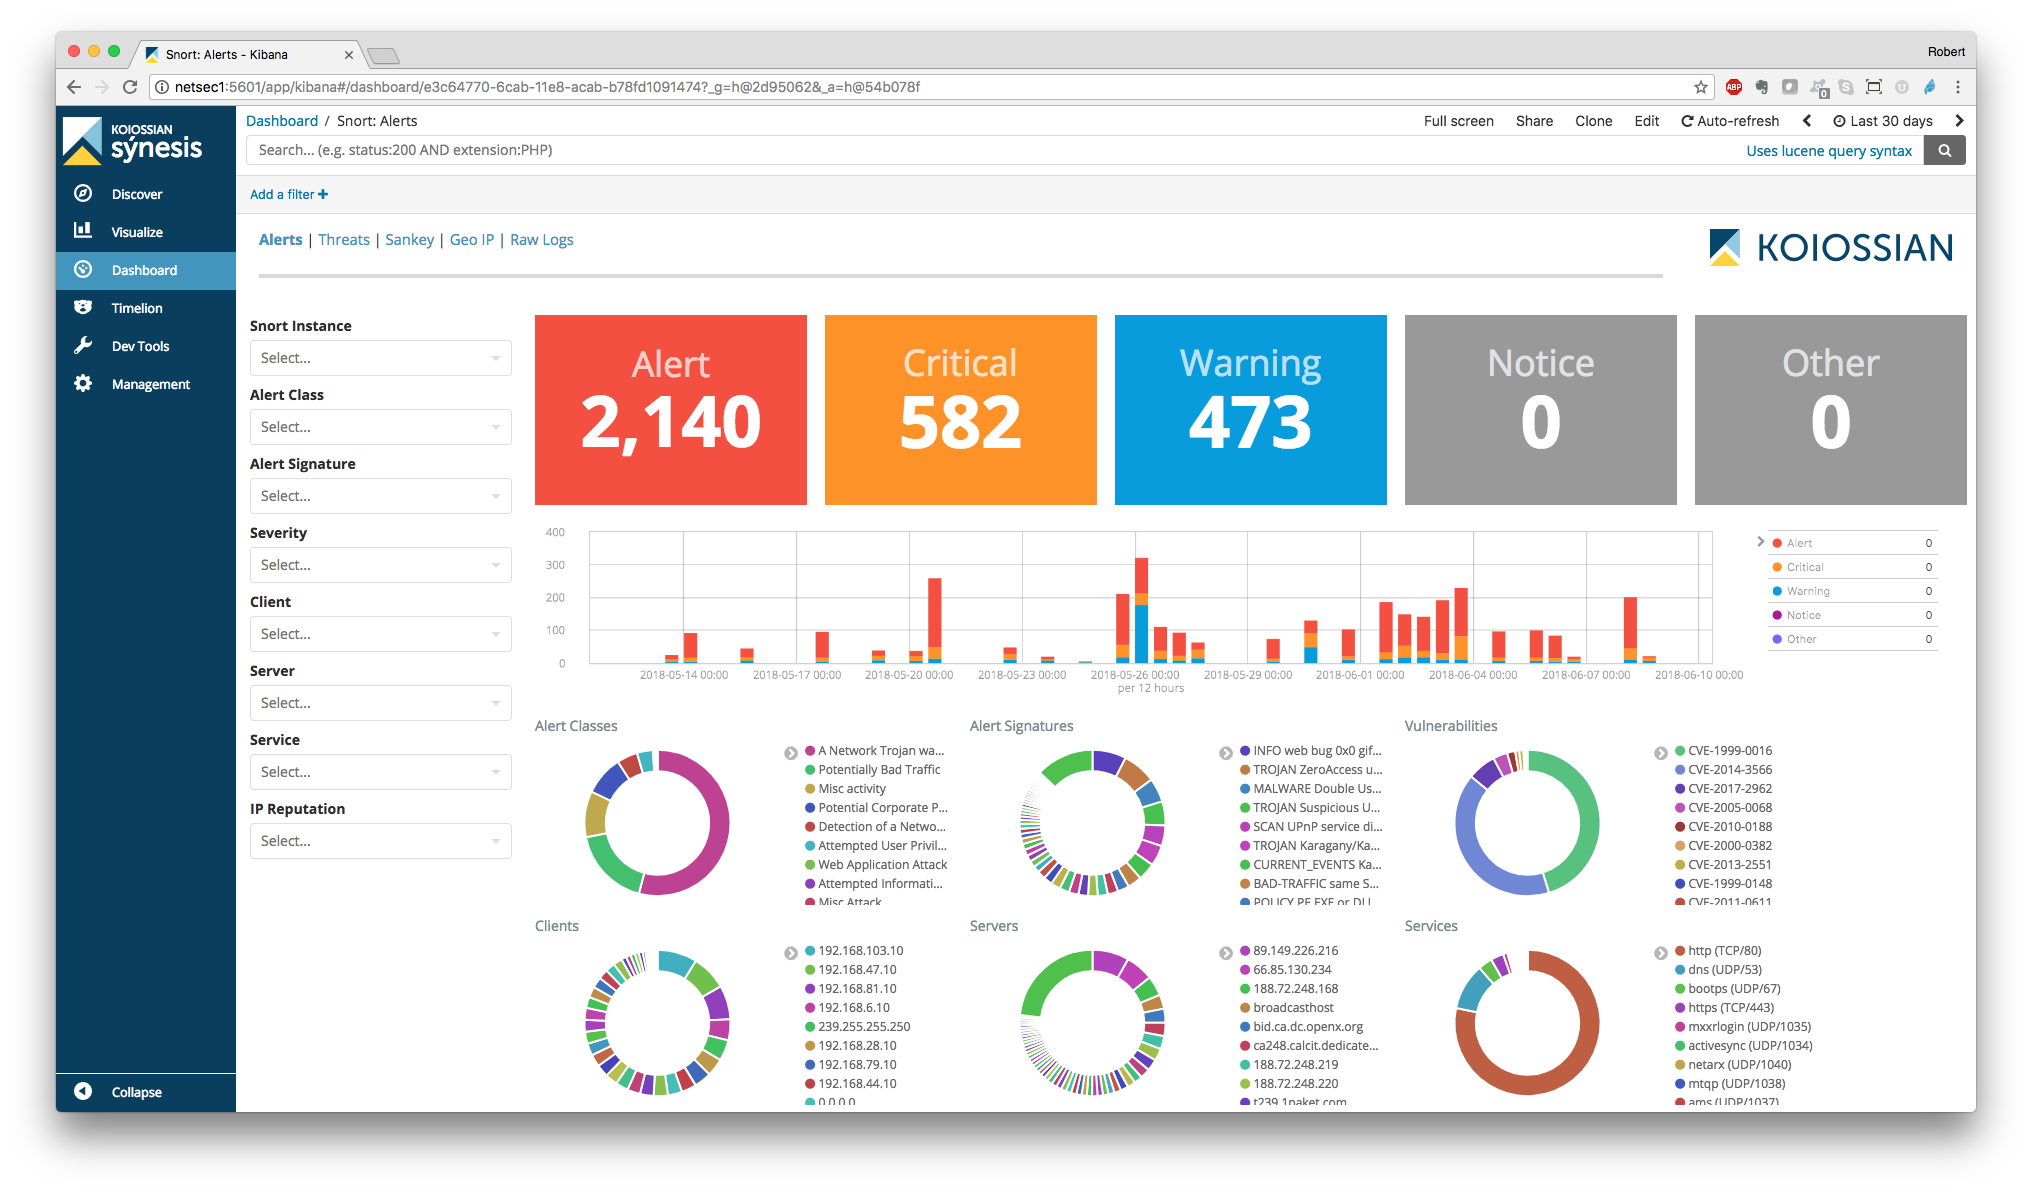 Snort: Alerts - Kibana
Robert
netsec1:5601/app/kibana#/dashboard/e3c64770-6cab-11e8-acab-b78fd1091474?_g=h@2d95062&_a=h@54b078f
ABP
0
KOIOSSIAN
sýnesis
Discover
Visualize
Dashboard
Timelion
Dev Tools
Management
Collapse
Dashboard / Snort: Alerts
Full screen Share Clone Edit Auto-refresh Last 30 days
Search... (e.g. status:200 AND extension:PHP)
Uses lucene query syntax
Add a filter +
Alerts | Threats | Sankey | Geo IP | Raw Logs
KOIOSSIAN
Snort Instance
Select...
Alert Class
Select...
Alert Signature
Select...
Severity
Select...
Client
Select...
Server
Select...
Service
Select...
IP Reputation
Select...
Alert
2,140
Critical
582
Warning
473
Notice
0
Other
0
400
300
200
100
0
2018-05-14 00:00 2018-05-17 00:00 2018-05-20 00:00 2018-05-23 00:00 2018-05-26 00:00 2018-05-29 00:00 2018-06-01 00:00 2018-06-04 00:00 2018-06-07 00:00 2018-06-10 00:00
per 12 hours
Alert 0
Critical 0
Warning 0
Notice 0
Other 0
Alert Classes
A Network Trojan wa...
Potentially Bad Traffic
Misc activity
Potential Corporate P...
Detection of a Netwo...
Attempted User Privil...
Web Application Attack
Attempted Informati...
Misc Attack
Alert Signatures
INFO web bug 0x0 gif...
TROJAN ZeroAccess u...
MALWARE Double Us...
TROJAN Suspicious U...
SCAN UPnP service di...
TROJAN Karagany/Ka...
CURRENT_EVENTS Ka...
BAD-TRAFFIC same S...
POLICY PE EXE or DLL...
Vulnerabilities
CVE-1999-0016
CVE-2014-3566
CVE-2017-2962
CVE-2005-0068
CVE-2010-0188
CVE-2000-0382
CVE-2013-2551
CVE-1999-0148
CVE-2011-0611
Clients
192.168.103.10
192.168.47.10
192.168.81.10
192.168.6.10
239.255.255.250
192.168.28.10
192.168.79.10
192.168.44.10
0.0.0.0
Servers
89.149.226.216
66.85.130.234
188.72.248.168
broadcasthost
bid.ca.dc.openx.org
ca248.calcit.dedicate...
188.72.248.219
188.72.248.220
t239.1paket.com
Services
http (TCP/80)
dns (UDP/53)
bootps (UDP/67)
https (TCP/443)
mxxrlogin (UDP/1035)
activesync (UDP/1034)
netarx (UDP/1040)
mtqp (UDP/1038)
ams (UDP/1037)